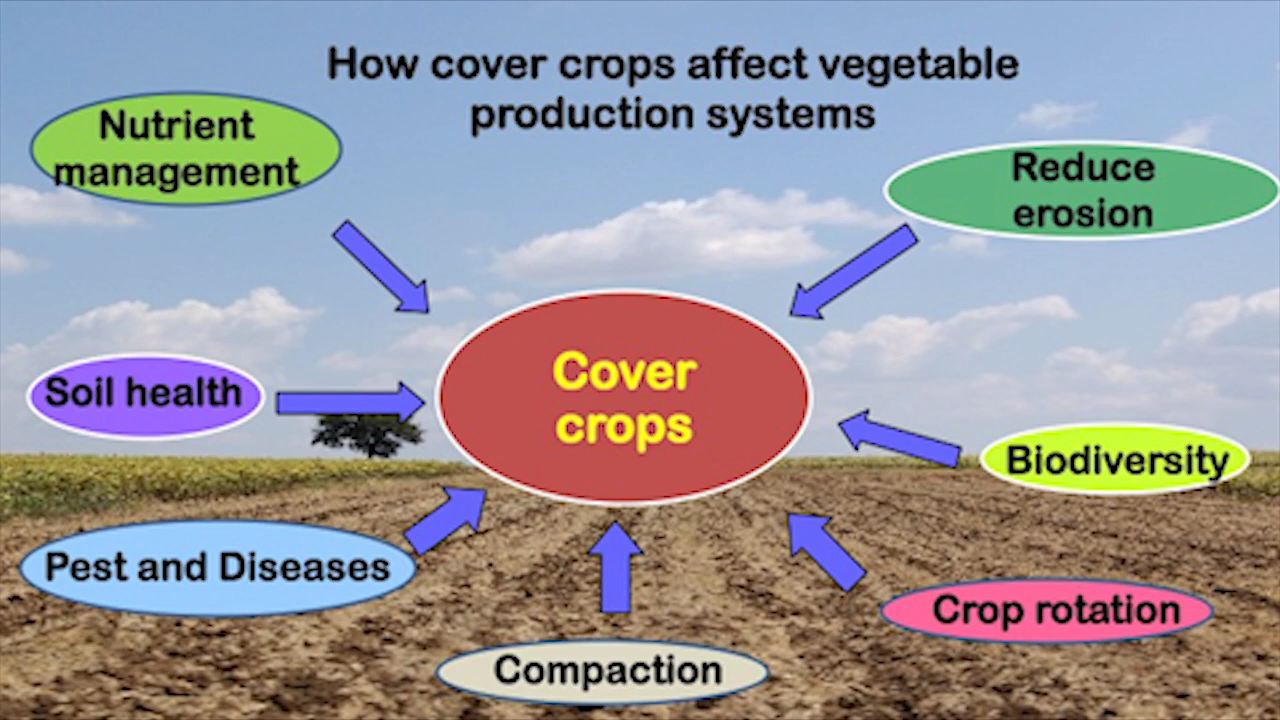 How cover crops affect vegetable
production systems
Nutrient
management
Reduce
erosion
Soil health
Cover
crops
Biodiversity
Pest and Diseases
Crop rotation
Compaction